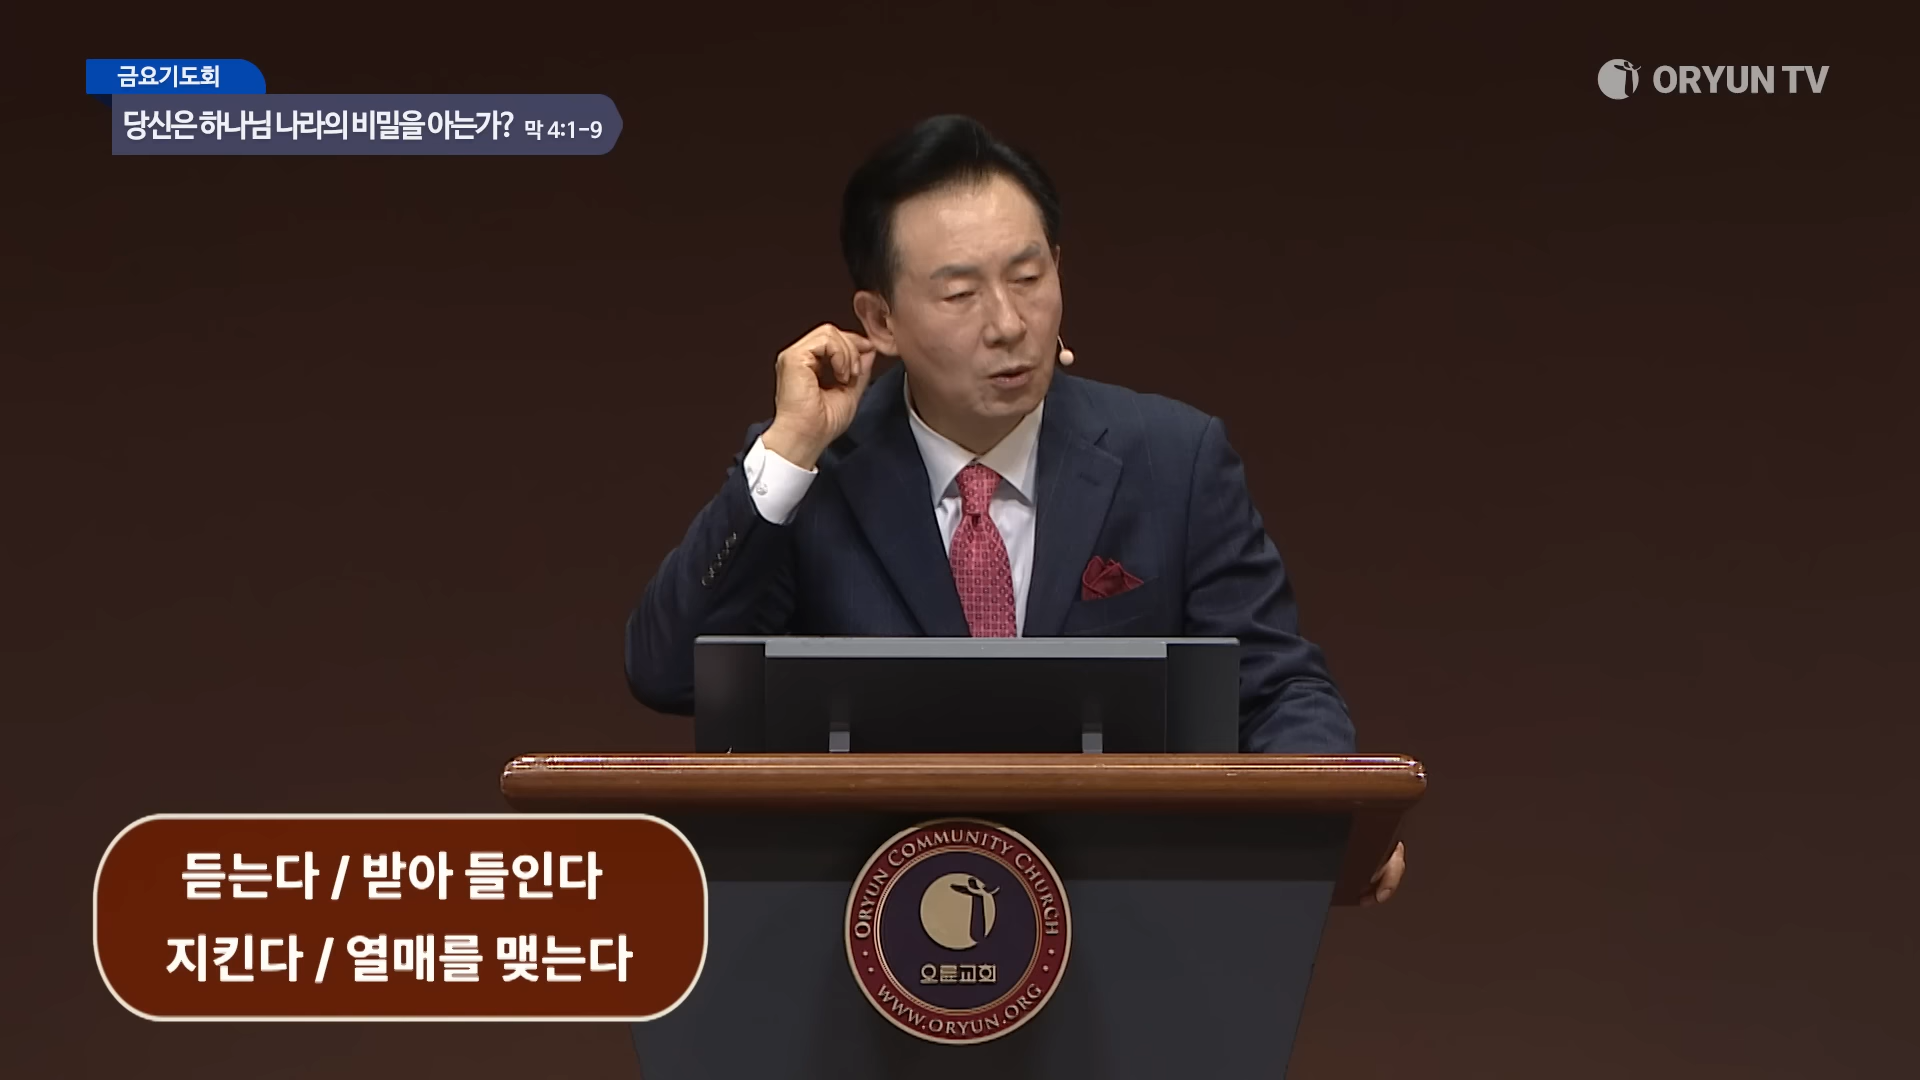 금요기도회
당신은 하나님 나라의 비밀을 아는가? 막 4:1-9
ORYUN TV
듣는다 / 받아 들인다
지킨다 / 열매를 맺는다
ORYUN COMMUNITY CHURCH
오륜교회
WWW.ORYUN.ORG